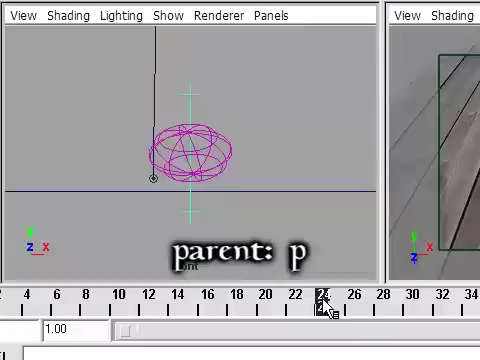 View Shading Lighting Show Renderer Panels
View Shading
y
z x
y
z x
parent: p
4 6 8 10 12 14 16 18 20 22 24 26 28 30 32 34
1.00